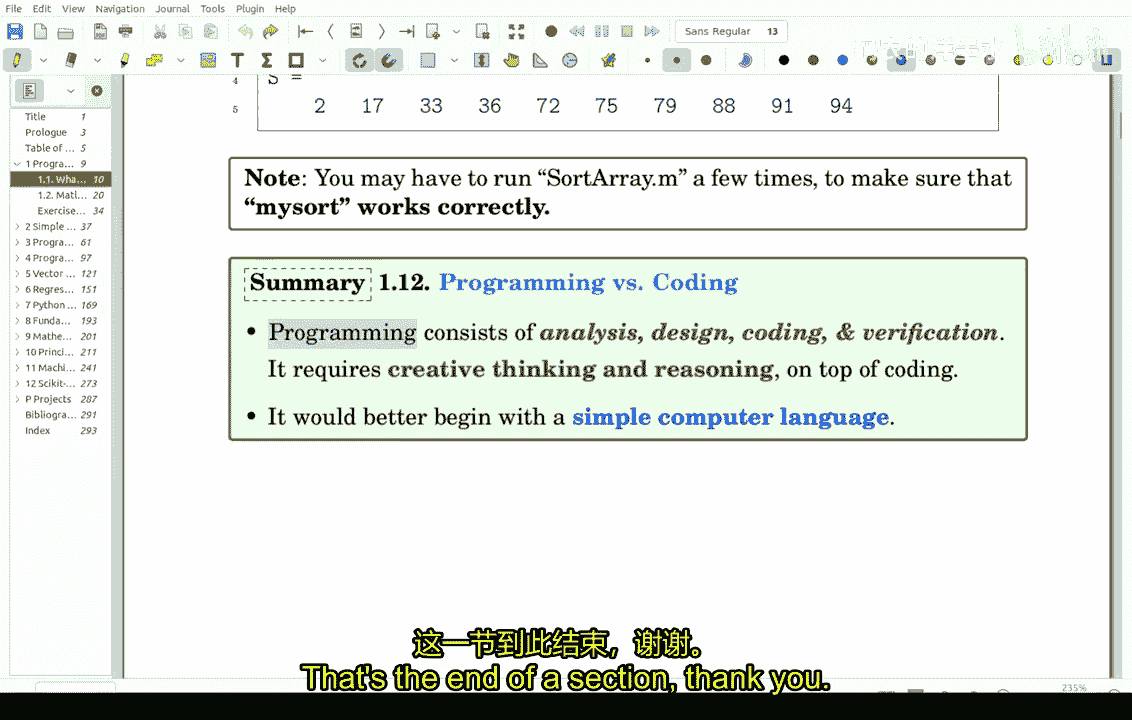 File Edit View Navigation Journal Tools Plugin Help
Sans Regular 13
Title 1
Prologue 3
Table of ... 5
1 Progra... 9
1.1. Wha... 10
1.2. Matl... 20
Exercise... 34
2 Simple ... 37
3 Progra... 61
4 Progra... 97
5 Vector ... 121
6 Regres... 151
7 Python ... 169
8 Funda... 193
9 Mathe... 201
10 Princi... 211
11 Machi... 241
12 Scikit-... 273
P Projects 287
Bibliogra... 291
Index 293
4 S =
5 2 17 33 36 72 75 79 88 91 94
Note: You may have to run “SortArray.m” a few times, to make sure that
“mysort” works correctly.
Summary 1.12. Programming vs. Coding
• Programming consists of analysis, design, coding, & verification.
It requires creative thinking and reasoning, on top of coding.
• It would better begin with a simple computer language.
这一节到此结束，谢谢。
That's the end of a section, thank you.
235%